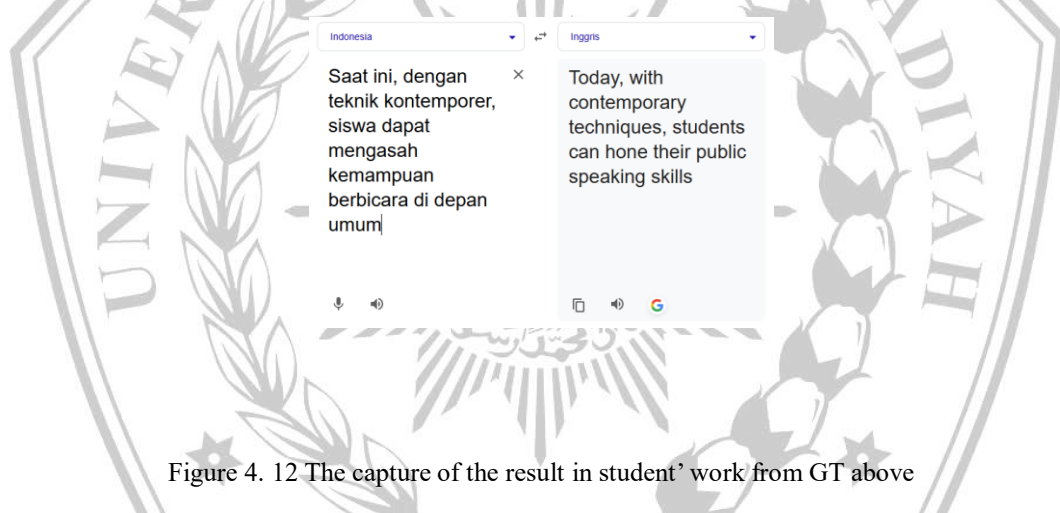 Indonesia
Inggris
Saat ini, dengan
teknik kontemporer,
siswa dapat
mengasah
kemampuan
berbicara di depan
umum
Today, with
contemporary
techniques, students
can hone their public
speaking skills
G
UNIVER
ADIYAH
Figure 4. 12 The capture of the result in student’ work from GT above